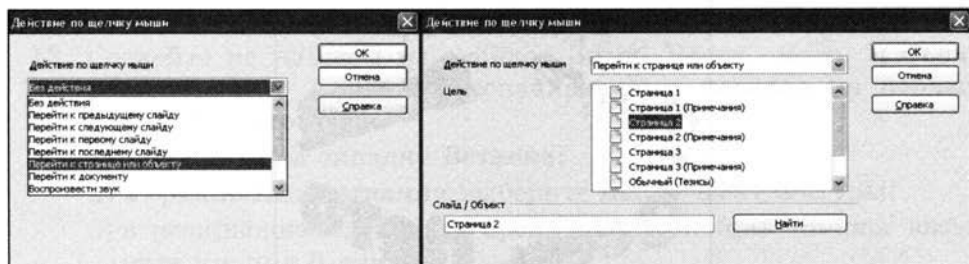 Действие по щелчку мыши
Действие по щелчку мыши
Без действия
Без действия
Перейти к предыдущему слайду
Перейти к следующему слайду
Перейти к первому слайду
Перейти к последнему слайду
Перейти к странице или объекту
Перейти к документу
Воспроизвести звук
OK
Отмена
Справка
Действие по щелчку мыши
Действие по щелчку мыши
Перейти к странице или объекту
Цель
Страница 1
Страница 1 (Примечания)
Страница 2
Страница 2 (Примечания)
Страница 3
Страница 3 (Примечания)
Обычный (Тезисы)
Слайд / Объект
Страница 2
Найти
OK
Отмена
Справка